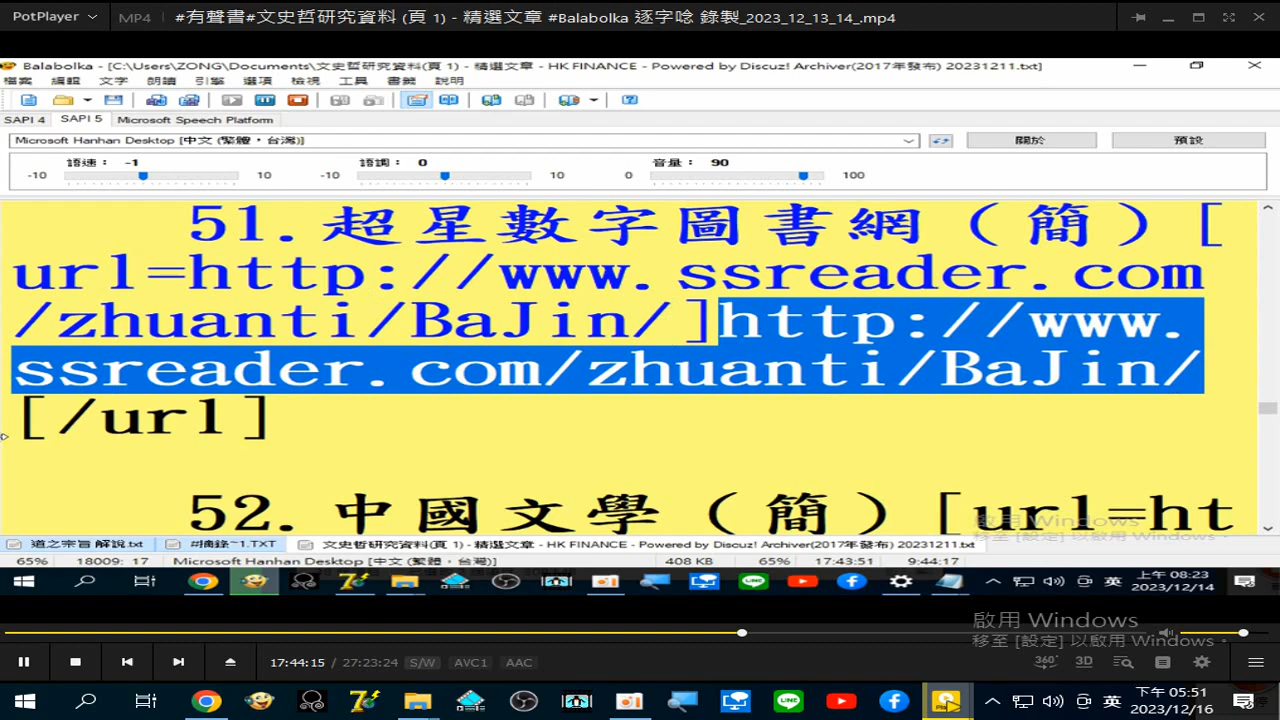 PotPlayer MP4 #有聲書#文史哲研究資料 (頁 1) - 精選文章 #Balabolka 逐字唸 錄製_2023_12_13_14_.mp4
Balabolka - [C:\Users\ZONG\Documents\文史哲研究資料(頁 1) - 精選文章 - HK FINANCE - Powered by Discuz! Archiver(2017年發布) 20231211.txt]
檔案 編輯 文字 朗讀 引擎 選項 檢視 工具 書籤 說明
SAPI 4 SAPI 5 Microsoft Speech Platform
Microsoft Hanhan Desktop [中文 (繁體，台灣)] 關於 預設
語速： -1 語調： 0 音量： 90
-10 10 -10 10 0 100
51.超星數字圖書網（簡）[
url=http://www.ssreader.com
/zhuanti/BaJin/]http://www.
ssreader.com/zhuanti/BaJin/
[/url]
52.中國文學（簡）[url=ht
啟用 Windows
移至 [設定] 以啟用 Windows。
道之宗旨 解說.txt #摘錄~1.TXT 文史哲研究資料(頁 1) - 精選文章 - HK FINANCE - Powered by Discuz! Archiver(2017年發布) 20231211.txt
65% 18009: 17 Microsoft Hanhan Desktop [中文 (繁體，台灣)] 408 KB 65% 17:43:51 9:44:17
英 上午 08:23
2023/12/14
啟用 Windows
移至 [設定] 以啟用 Windows。
17:44:15 / 27:23:24 S/W AVC1 AAC 360° 3D
英 下午 05:51
2023/12/16